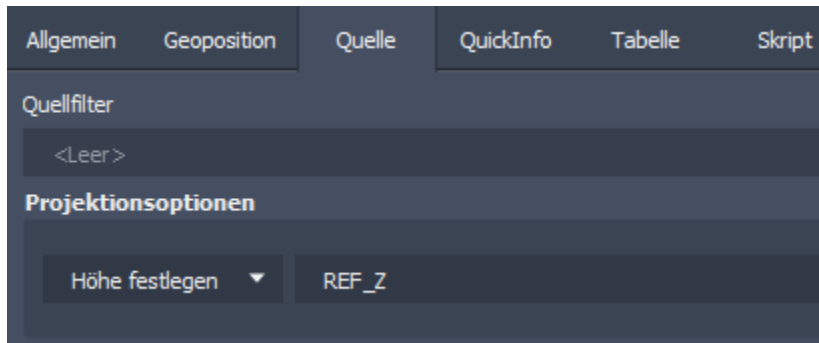 Allgemein Geoposition Quelle QuickInfo Tabelle Skript
Quellfilter
<Leer>
Projektionsoptionen
Höhe festlegen REF_Z